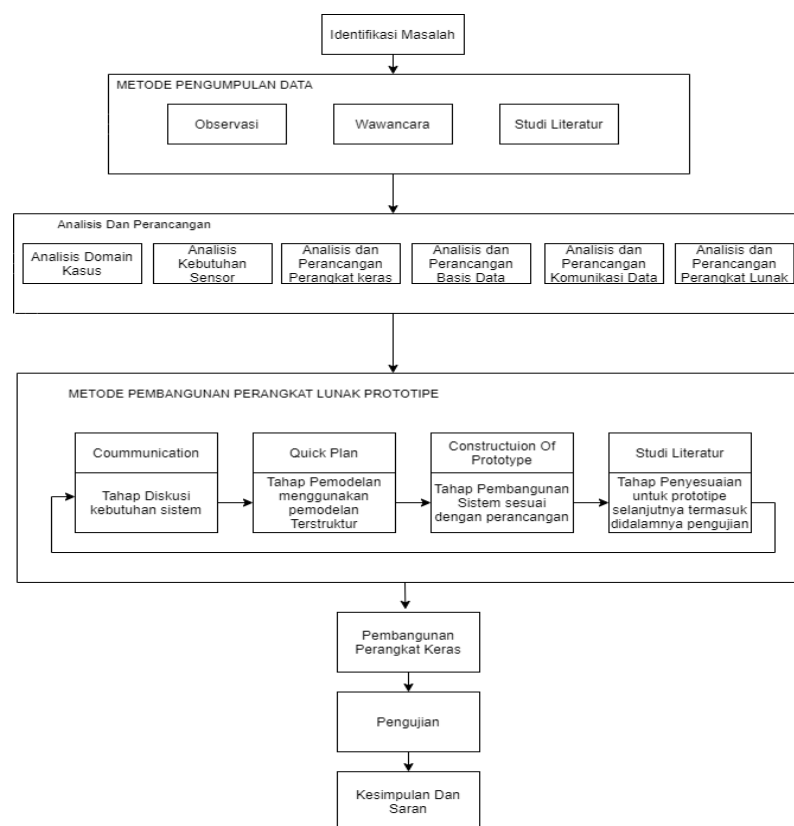 Identifikasi Masalah
METODE PENGUMPULAN DATA
Observasi
Wawancara
Studi Literatur
Analisis Dan Perancangan
Analisis Domain
Kasus
Analisis
Kebutuhan
Sensor
Analisis dan
Perancangan
Perangkat keras
Analisis dan
Perancangan
Basis Data
Analisis dan
Perancangan
Komunikasi Data
Analisis dan
Perancangan
Perangkat Lunak
METODE PEMBANGUNAN PERANGKAT LUNAK PROTOTIPE
Coummunication
Tahap Diskusi
kebutuhan sistem
Quick Plan
Tahap Pemodelan
menggunakan
pemodelan
Terstruktur
Constructuion Of
Prototype
Tahap Pembangunan
Sistem sesuai
dengan perancangan
Studi Literatur
Tahap Penyesuaian
untuk prototipe
selanjutnya termasuk
didalamnya pengujian
Pembangunan
Perangkat Keras
Pengujian
Kesimpulan Dan
Saran